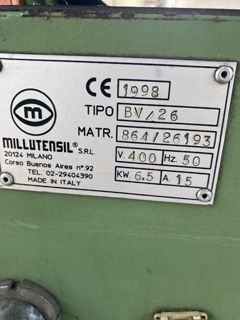 CE 1998
m
TIPO BV/26
MATR. 864/26193
MILLUTENSIL® S.R.L.
V. 400 Hz. 50
20124 MILANO
Corso Buenos Aires n°.92
KW. 6.5 A. 15
TEL. 02-29404390
MADE IN ITALY